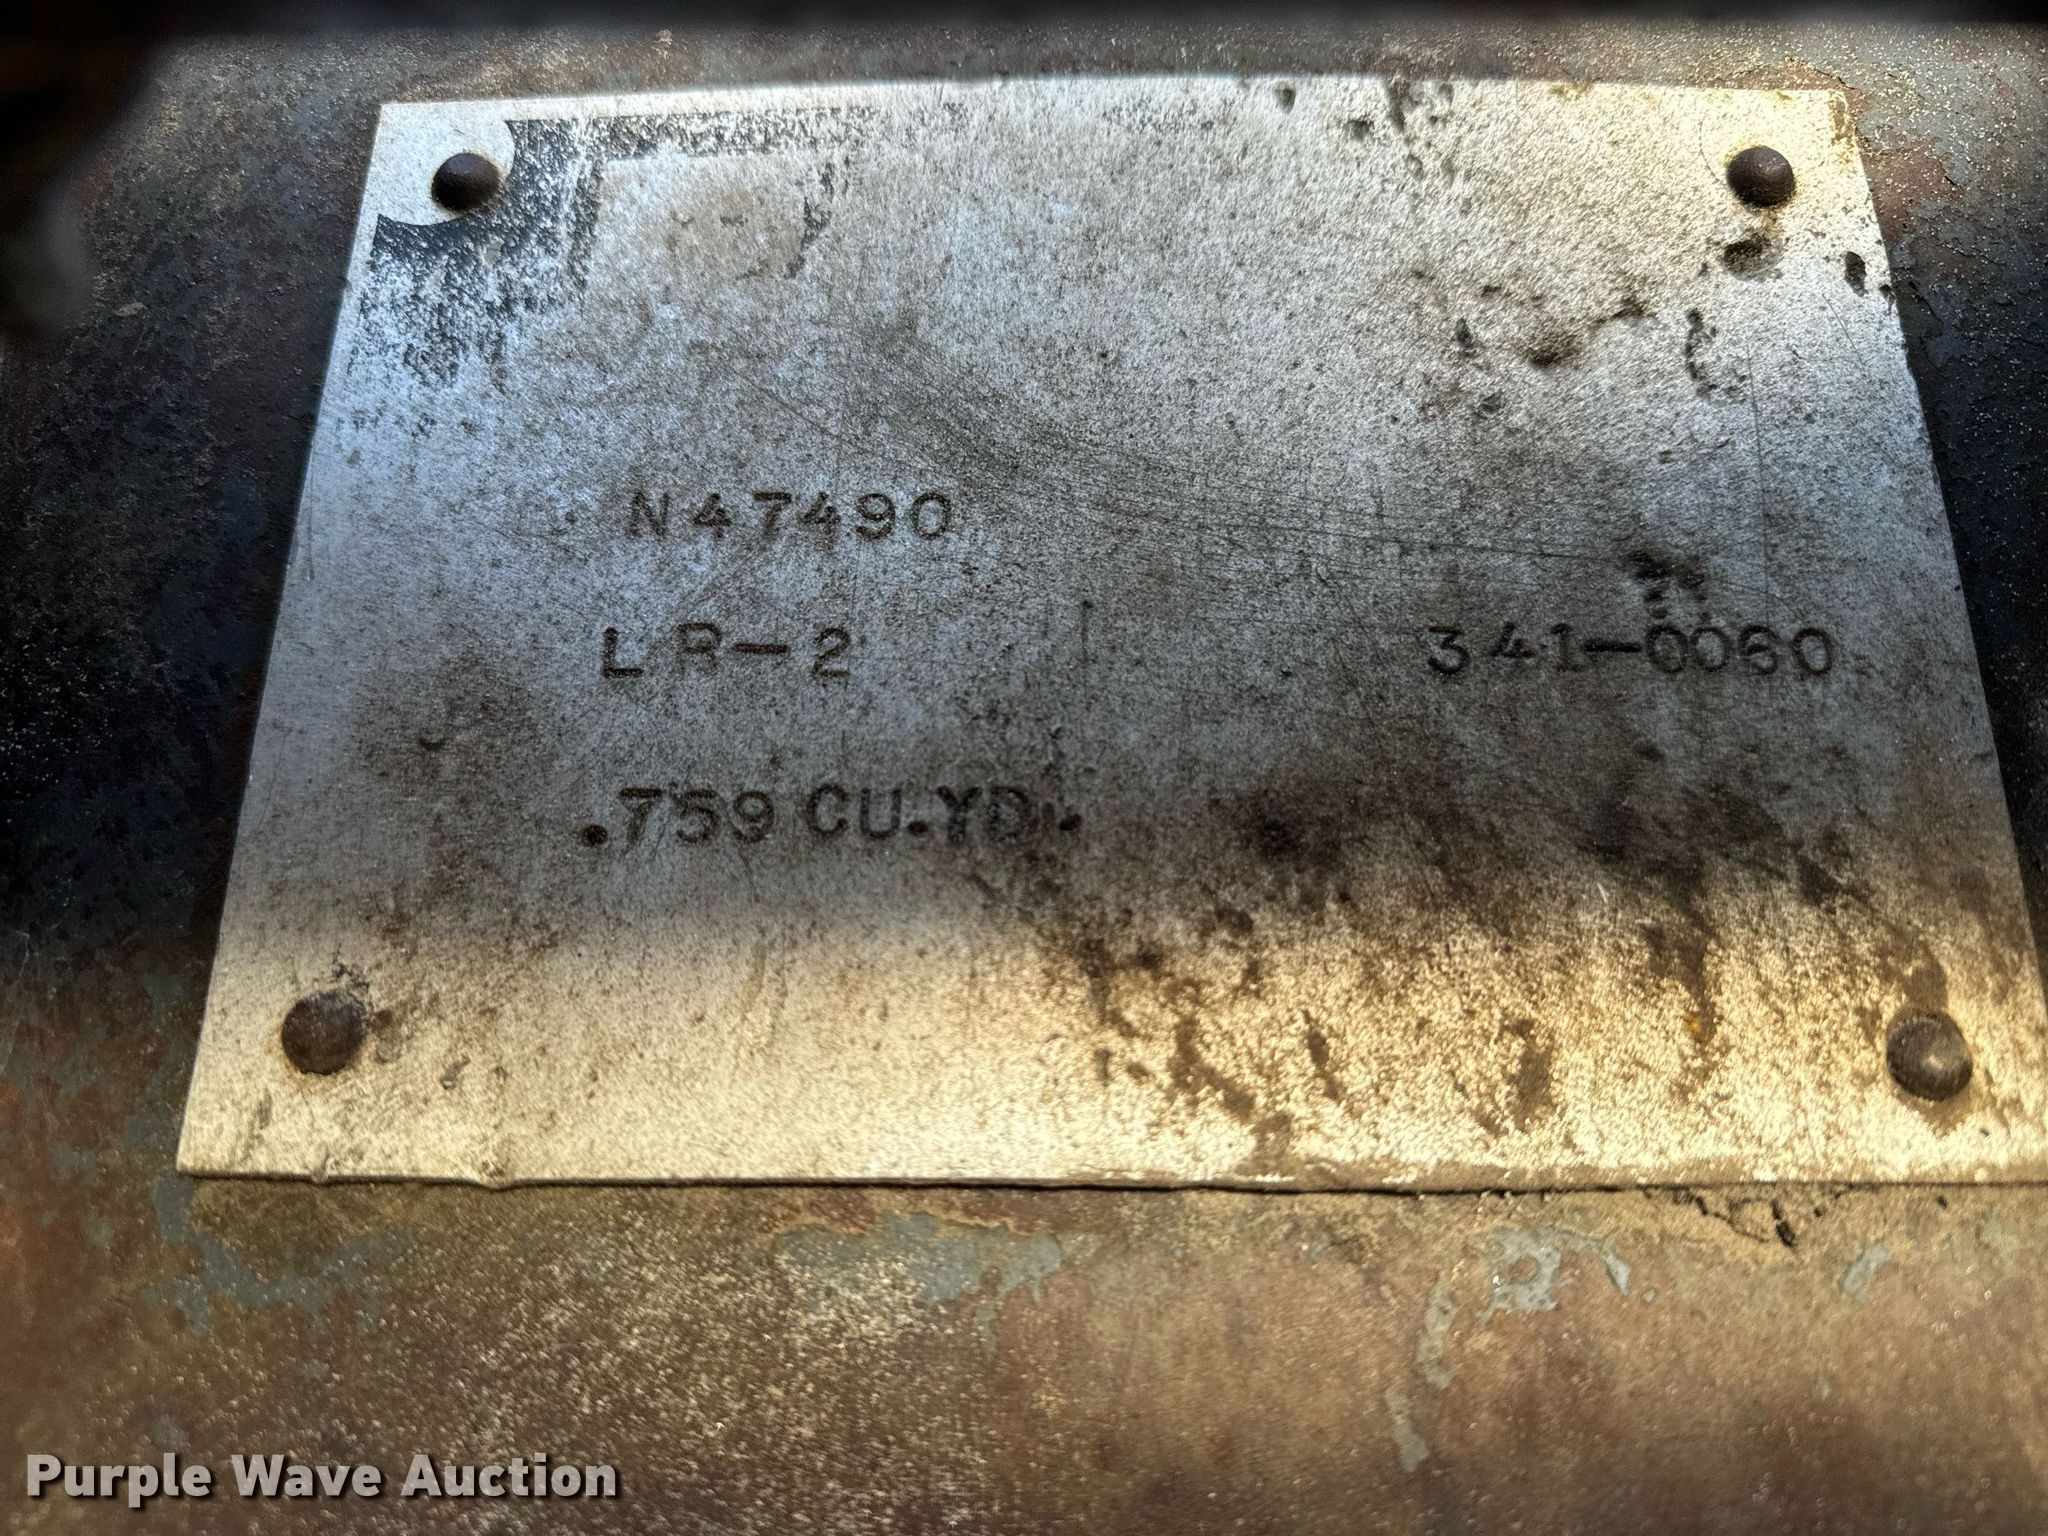 N47490
LR-2 341-0060
.759 CU.YD.
Purple Wave Auction